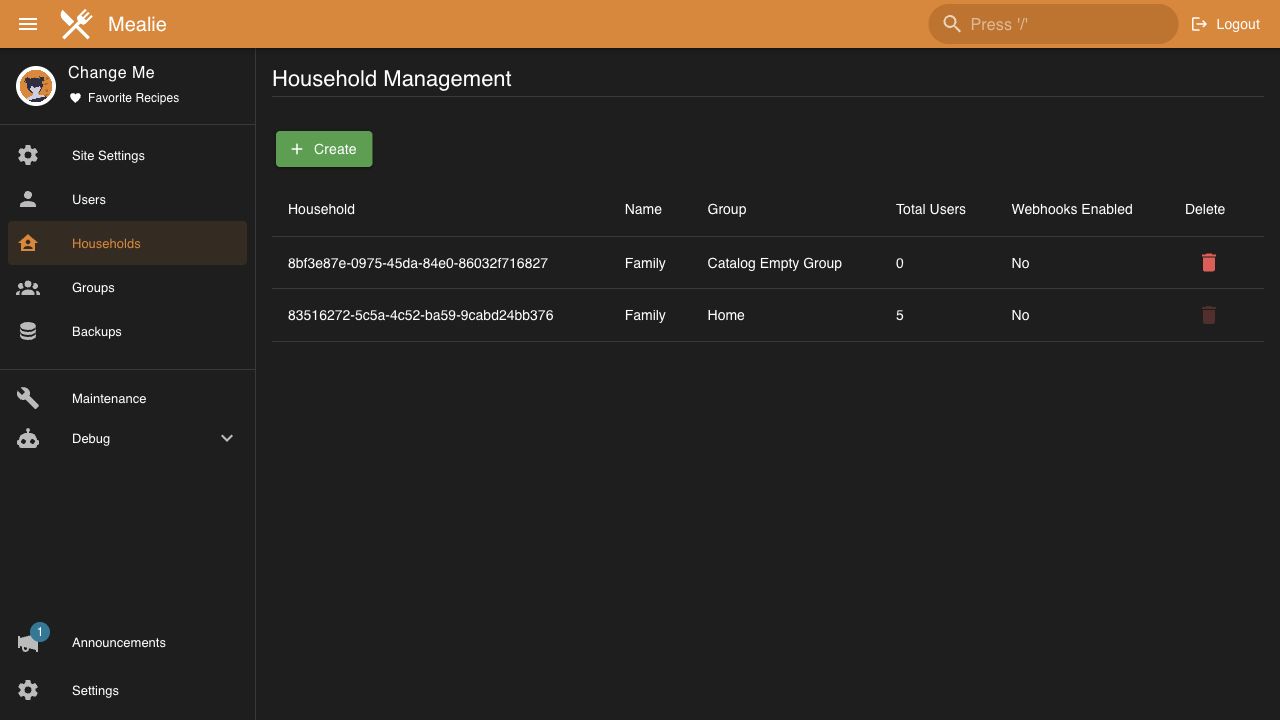 Mealie
Press '/'
Logout
Change Me
Favorite Recipes
Site Settings
Users
Households
Groups
Backups
Maintenance
Debug
1
Announcements
Settings
Household Management
Create
Household Name Group Total Users Webhooks Enabled Delete
8bf3e87e-0975-45da-84e0-86032f716827 Family Catalog Empty Group 0 No
83516272-5c5a-4c52-ba59-9cabd24bb376 Family Home 5 No